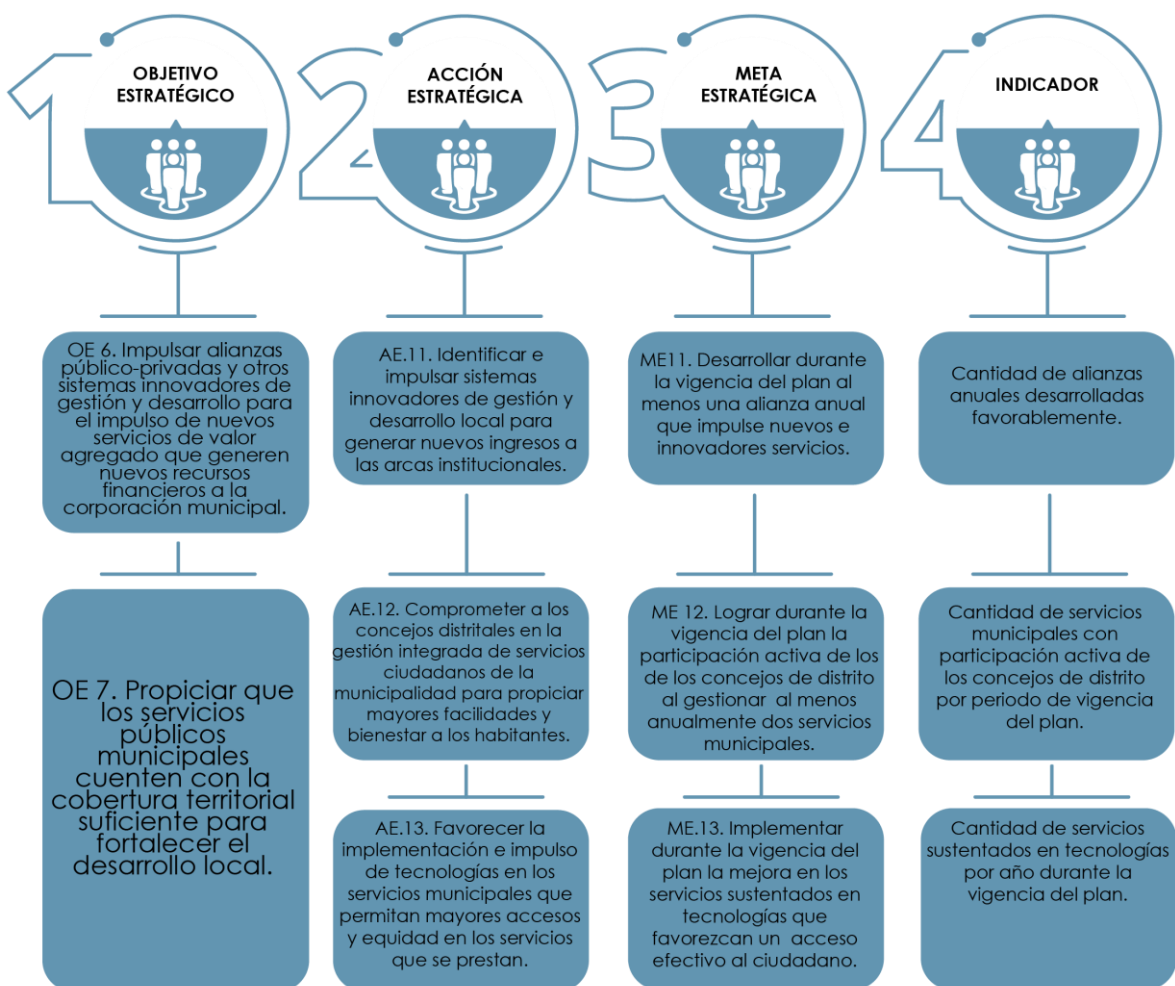 1
OBJETIVO
ESTRATÉGICO
2
ACCIÓN
ESTRATÉGICA
3
META
ESTRATÉGICA
4
INDICADOR
OE 6. Impulsar alianzas
público-privadas y otros
sistemas innovadores de
gestión y desarrollo para
el impulso de nuevos
servicios de valor
agregado que generen
nuevos recursos
financieros a la
corporación municipal.
AE.11. Identificar e
impulsar sistemas
innovadores de gestión y
desarrollo local para
generar nuevos ingresos a
las arcas institucionales.
ME11. Desarrollar durante
la vigencia del plan al
menos una alianza anual
que impulse nuevos e
innovadores servicios.
Cantidad de alianzas
anuales desarrolladas
favorablemente.
OE 7. Propiciar que
los servicios
públicos
municipales
cuenten con la
cobertura territorial
suficiente para
fortalecer el
desarrollo local.
AE.12. Comprometer a los
concejos distritales en la
gestión integrada de servicios
ciudadanos de la
municipalidad para propiciar
mayores facilidades y
bienestar a los habitantes.
ME 12. Lograr durante la
vigencia del plan la
participación activa de los
de los concejos de distrito
al gestionar al menos
anualmente dos servicios
municipales.
Cantidad de servicios
municipales con
participación activa de
los concejos de distrito
por periodo de vigencia
del plan.
AE.13. Favorecer la
implementación e impulso
de tecnologías en los
servicios municipales que
permitan mayores accesos
y equidad en los servicios
que se prestan.
ME.13. Implementar
durante la vigencia del
plan la mejora en los
servicios sustentados en
tecnologías que
favorezcan un acceso
efectivo al ciudadano.
Cantidad de servicios
sustentados en tecnologías
por año durante la
vigencia del plan.